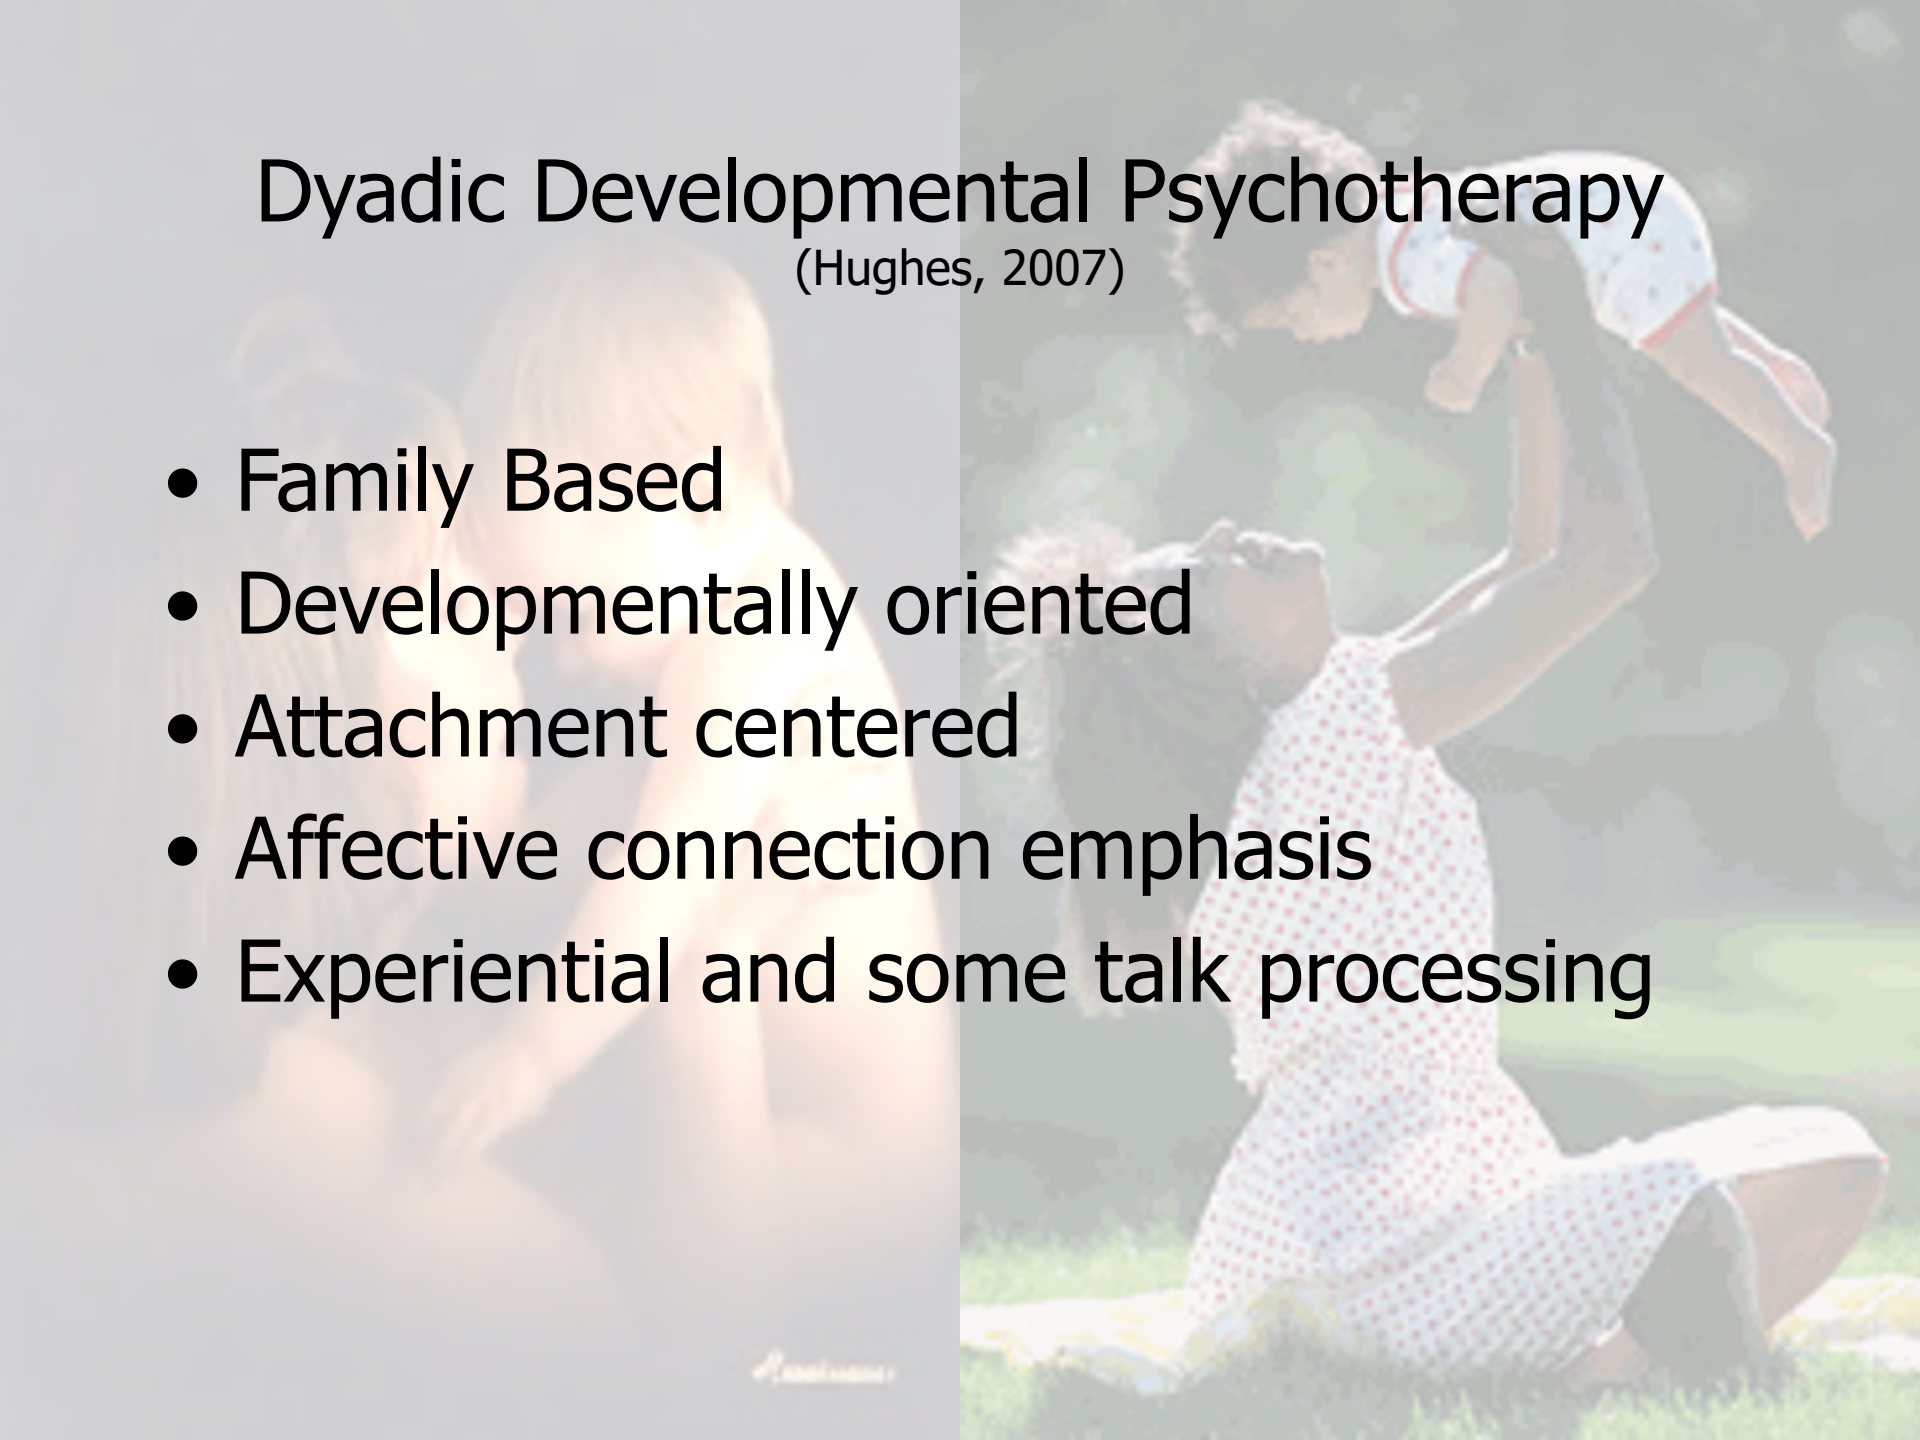 Dyadic Developmental Psychotherapy
(Hughes, 2007)
• Family Based
• Developmentally oriented
• Attachment centered
• Affective connection emphasis
• Experiential and some talk processing